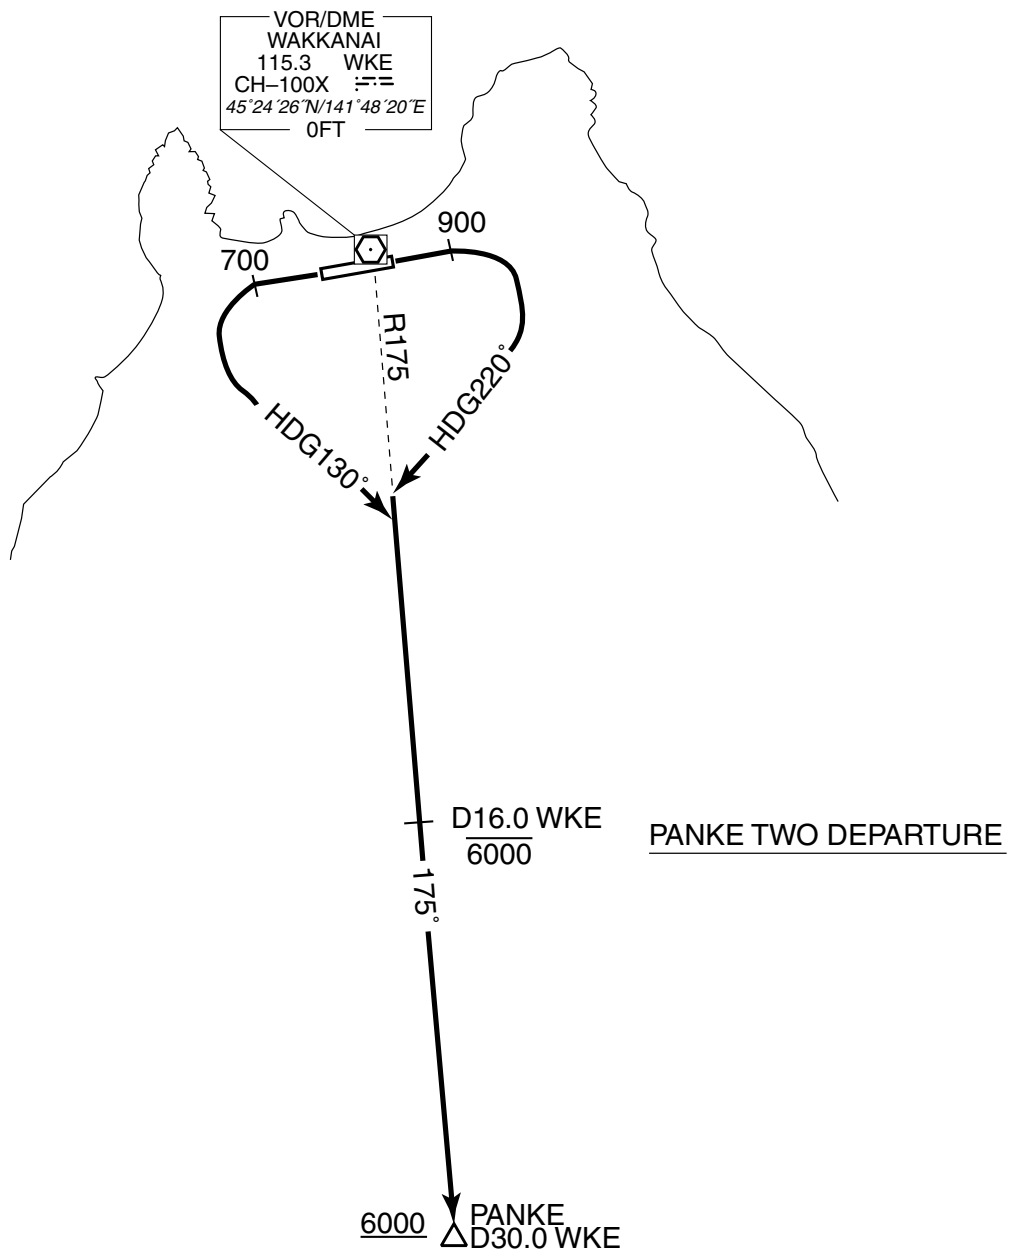 VOR/DME
WAKKANAI
115.3 WKE
CH–100X
45°24´26˝N/141°48´20˝E
0FT
900
700
R175
HDG220°
HDG130°
D16.0 WKE
6000
PANKE TWO DEPARTURE
175°
6000
PANKE
D30.0 WKE